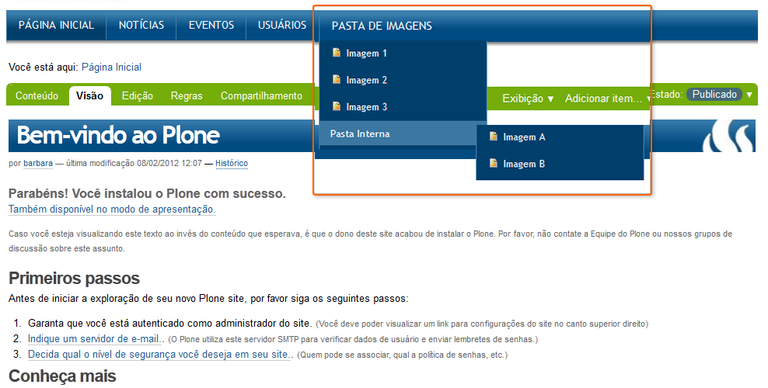 PÁGINA INICIAL NOTÍCIAS EVENTOS USUÁRIOS PASTA DE IMAGENS
Imagem 1
Imagem 2
Imagem 3
Pasta Interna
Imagem A
Imagem B
Você está aqui: Página Inicial
Conteúdo Visão Edição Regras Compartilhamento Exibição ▼ Adicionar item... ▼ Estado: Publicado ▼
Bem-vindo ao Plone
por barbara — última modificação 08/02/2012 12:07 — Histórico
Parabéns! Você instalou o Plone com sucesso.
Também disponível no modo de apresentação.
Caso você esteja visualizando este texto ao invés do conteúdo que esperava, é que o dono deste site acabou de instalar o Plone. Por favor, não contate a Equipe do Plone ou nossos grupos de
discussão sobre este assunto.
Primeiros passos
Antes de iniciar a exploração de seu novo Plone site, por favor siga os seguintes passos:
1. Garanta que você está autenticado como administrador do site. (Você deve poder visualizar um link para configurações do site no canto superior direito)
2. Indique um servidor de e-mail.. (O Plone utiliza este servidor SMTP para verificar dados de usuário e enviar lembretes de senhas.)
3. Decida qual o nível de segurança você deseja em seu site.. (Quem pode se associar, qual a política de senhas, etc.)
Conheça mais